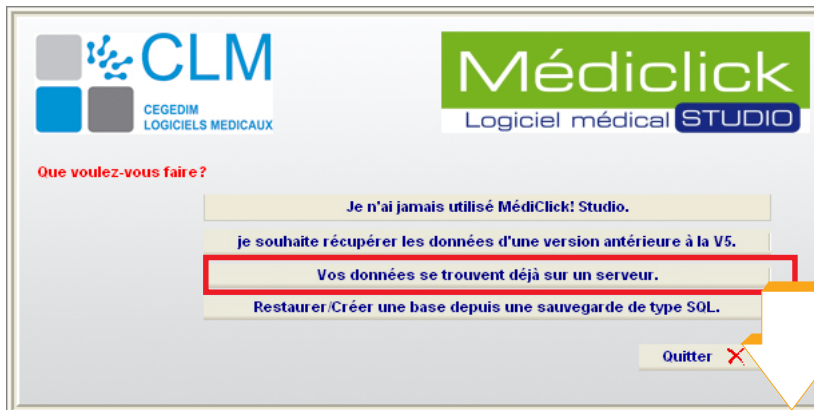 CLM
CEGEDIM
LOGICIELS MEDICAUX
Médiclick
Logiciel médical STUDIO
Que voulez-vous faire?
Je n'ai jamais utilisé MédiClick! Studio.
je souhaite récupérer les données d'une version antérieure à la V5.
Vos données se trouvent déjà sur un serveur.
Restaurer/Créer une base depuis une sauvegarde de type SQL.
Quitter